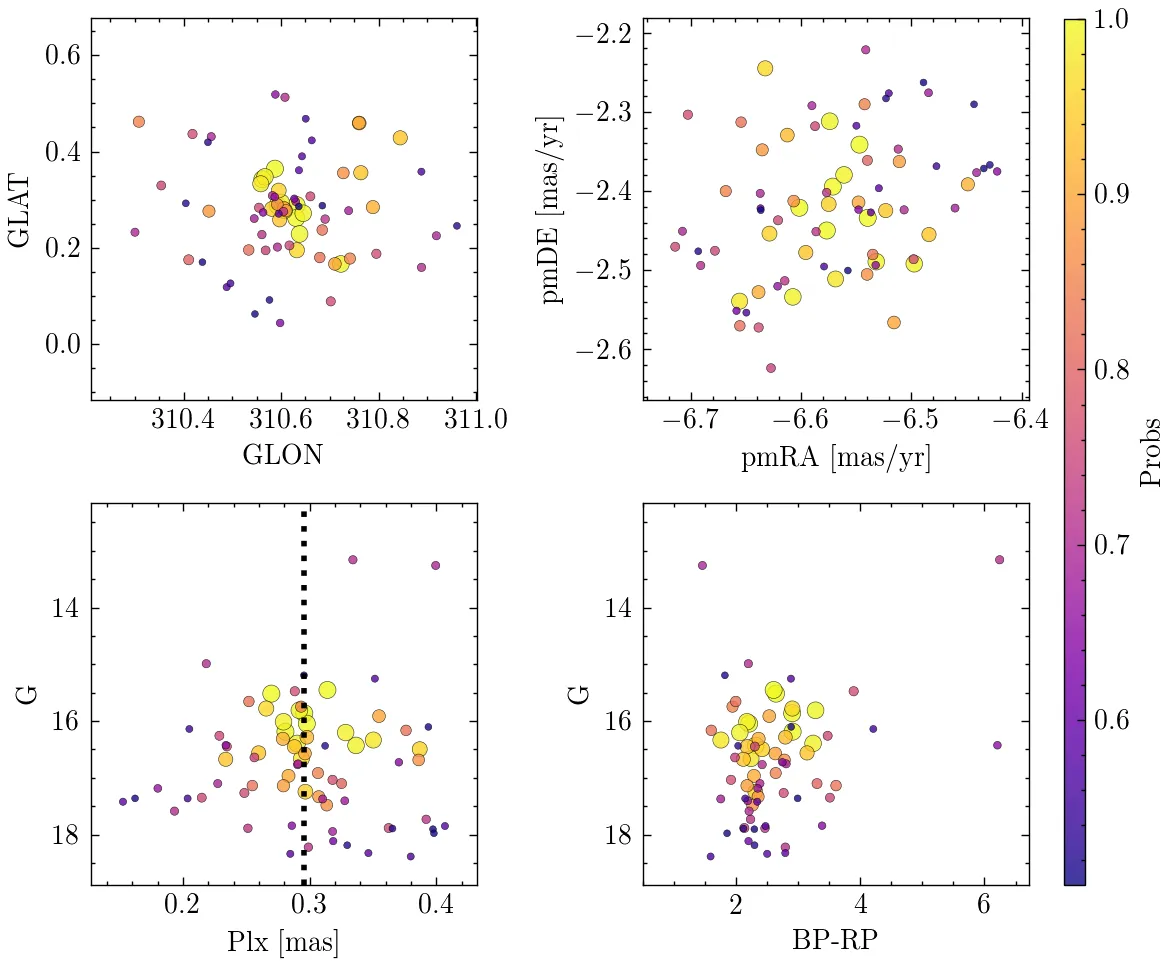 0.6
0.4
0.2
0.0
GLAT
310.4 310.6 310.8 311.0
GLON
−2.2
−2.3
−2.4
−2.5
−2.6
pmDE [mas/yr]
−6.7 −6.6 −6.5 −6.4
pmRA [mas/yr]
14
16
18
G
0.2 0.3 0.4
Plx [mas]
14
16
18
G
2 4 6
BP-RP
1.0
0.9
0.8
0.7
0.6
Probs